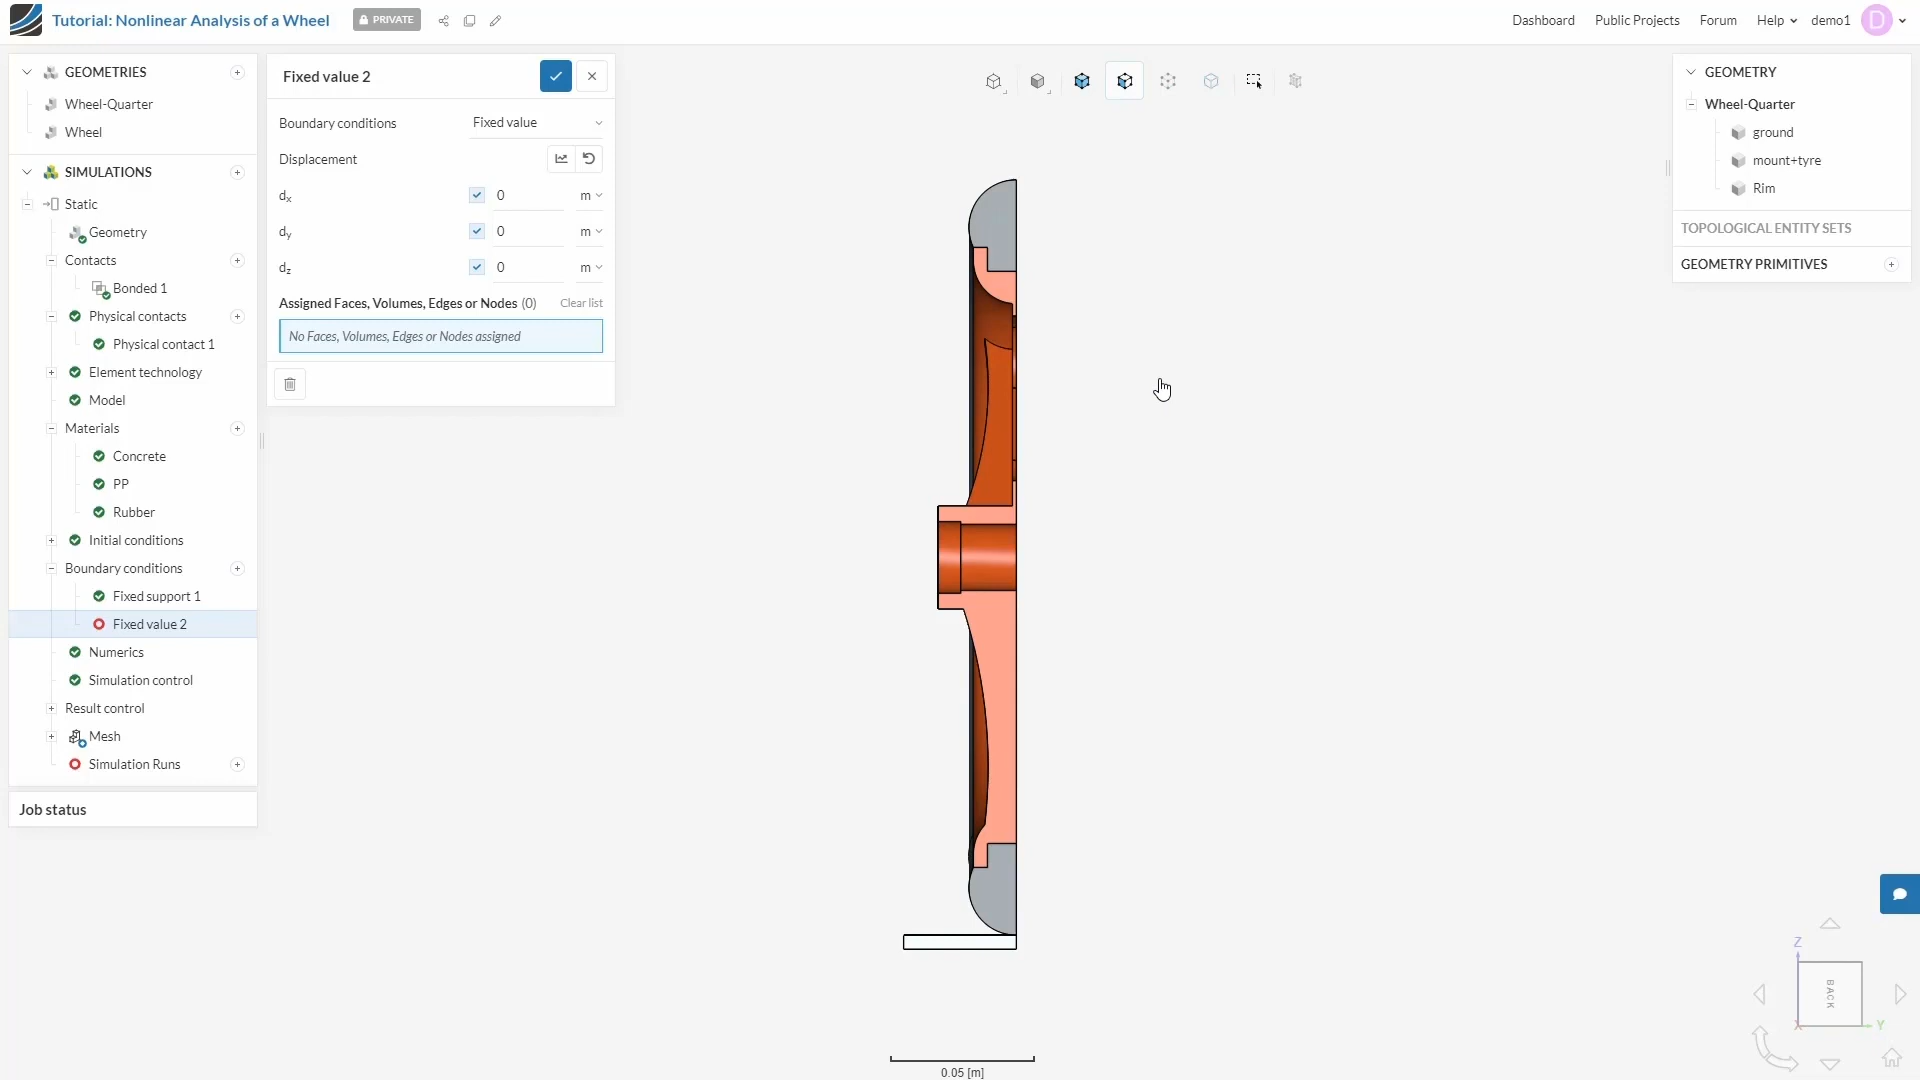 Tutorial: Nonlinear Analysis of a Wheel
PRIVATE
Dashboard
Public Projects
Forum
Help
demo1
D
GEOMETRIES
Wheel-Quarter
Wheel
SIMULATIONS
Static
Geometry
Contacts
Bonded 1
Physical contacts
Physical contact 1
Element technology
Model
Materials
Concrete
PP
Rubber
Initial conditions
Boundary conditions
Fixed support 1
Fixed value 2
Numerics
Simulation control
Result control
Mesh
Simulation Runs
Job status
Fixed value 2
Boundary conditions Fixed value
Displacement
dx 0 m
dy 0 m
dz 0 m
Assigned Faces, Volumes, Edges or Nodes (0) Clear list
No Faces, Volumes, Edges or Nodes assigned
GEOMETRY
Wheel-Quarter
ground
mount+tyre
Rim
TOPOLOGICAL ENTITY SETS
GEOMETRY PRIMITIVES
Z
BACK
X
Y
0.05 [m]